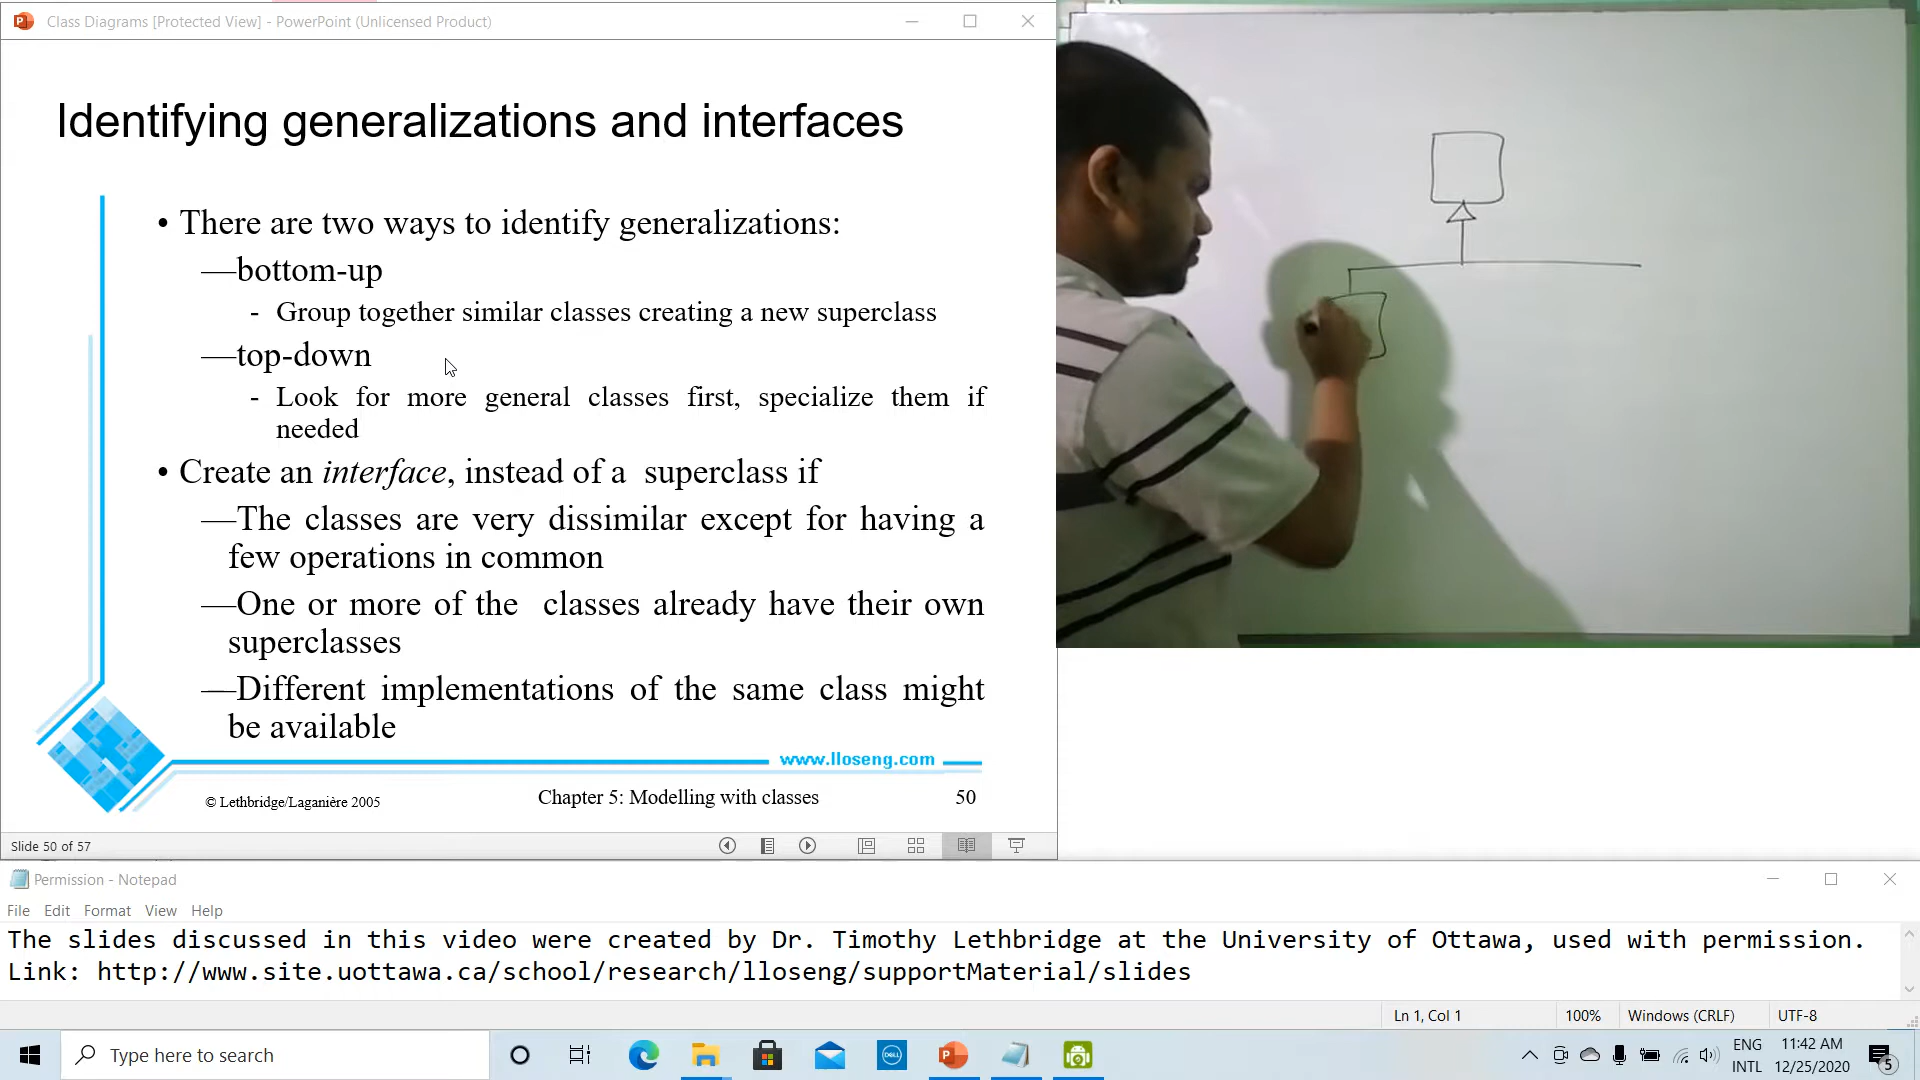 Class Diagrams [Protected View] - PowerPoint (Unlicensed Product)
Identifying generalizations and interfaces
• There are two ways to identify generalizations:
—bottom-up
- Group together similar classes creating a new superclass
—top-down
- Look for more general classes first, specialize them if
needed
• Create an interface, instead of a superclass if
—The classes are very dissimilar except for having a
few operations in common
—One or more of the classes already have their own
superclasses
—Different implementations of the same class might
be available
www.lloseng.com
© Lethbridge/Laganière 2005
Chapter 5: Modelling with classes
50
Slide 50 of 57
Permission - Notepad
File Edit Format View Help
The slides discussed in this video were created by Dr. Timothy Lethbridge at the University of Ottawa, used with permission.
Link: http://www.site.uottawa.ca/school/research/lloseng/supportMaterial/slides
Ln 1, Col 1
100%
Windows (CRLF)
UTF-8
Type here to search
DELL
ENG
INTL
11:42 AM
12/25/2020
5